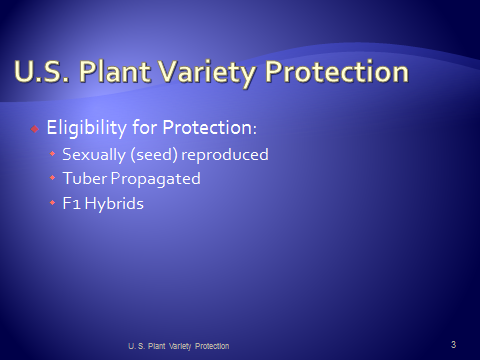 U.S. Plant Variety Protection
Eligibility for Protection:
Sexually (seed) reproduced
Tuber Propagated
F1 Hybrids
U. S. Plant Variety Protection
3